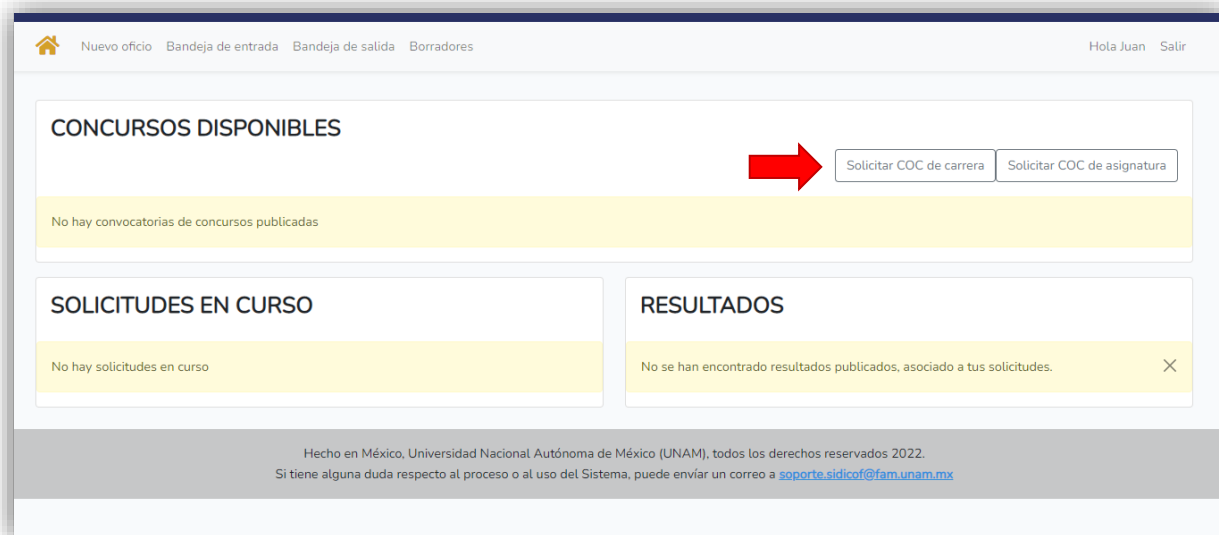 Nuevo oficio Bandeja de entrada Bandeja de salida Borradores Hola Juan Salir
CONCURSOS DISPONIBLES
Solicitar COC de carrera Solicitar COC de asignatura
No hay convocatorias de concursos publicadas
SOLICITUDES EN CURSO
No hay solicitudes en curso
RESULTADOS
No se han encontrado resultados publicados, asociado a tus solicitudes.
Hecho en México, Universidad Nacional Autónoma de México (UNAM), todos los derechos reservados 2022.
Si tiene alguna duda respecto al proceso o al uso del Sistema, puede envíar un correo a soporte.sidicof@fam.unam.mx